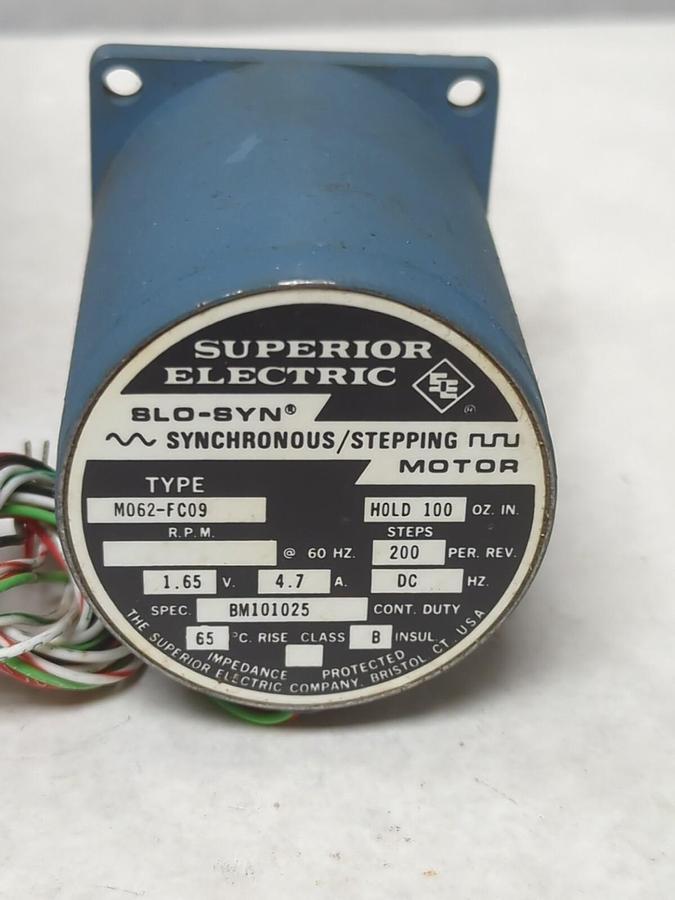 SUPERIOR
ELECTRIC
SE
®
SLO-SYN®
SYNCHRONOUS/STEPPING
MOTOR
TYPE
M062-FC09
HOLD 100 OZ. IN.
R.P.M. STEPS
@ 60 HZ. 200 PER. REV.
1.65 V. 4.7 A. DC HZ.
SPEC. BM101025 CONT. DUTY
65 °C. RISE CLASS B INSUL.
IMPEDANCE PROTECTED
THE SUPERIOR ELECTRIC COMPANY, BRISTOL CT., USA